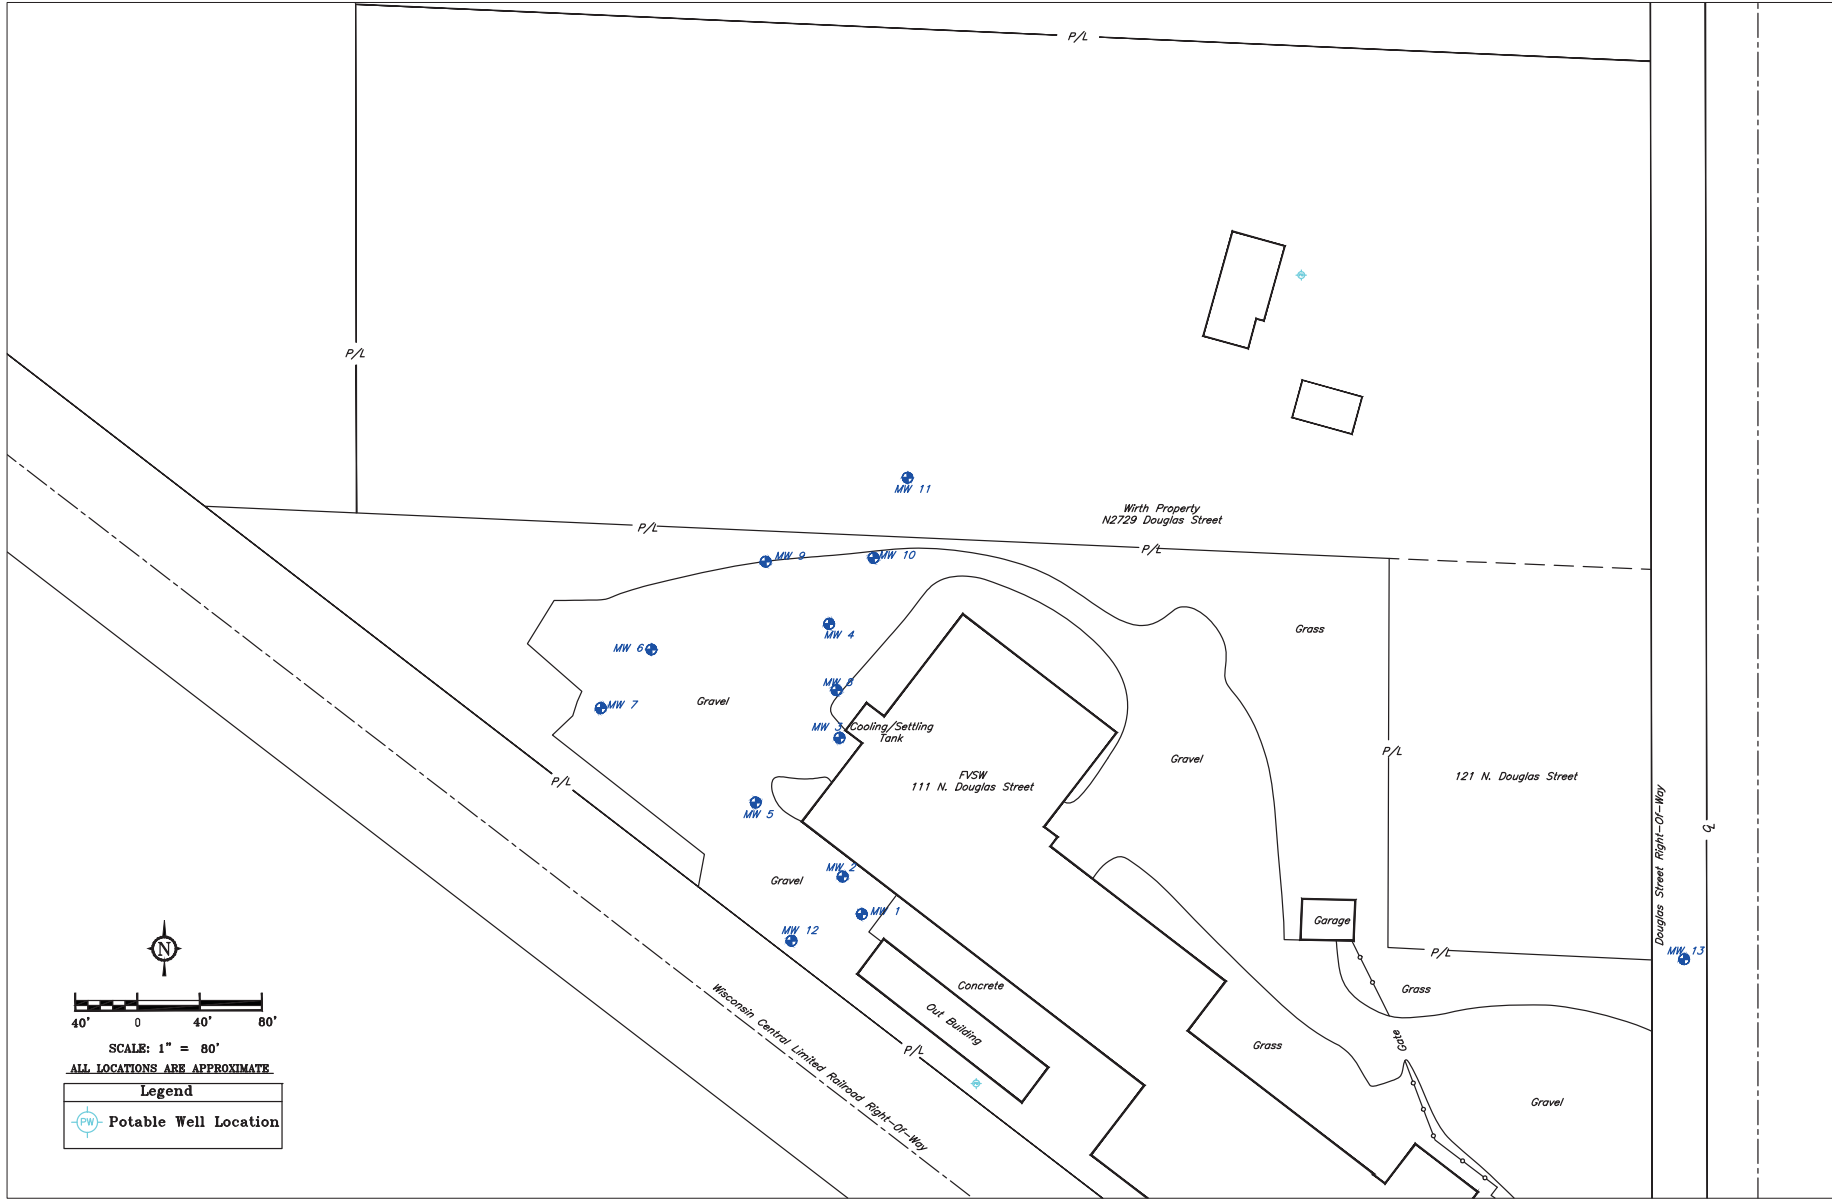 P/L
P/L
MW 11
Wirth Property
N2729 Douglas Street
P/L
P/L
MW 9
MW 10
MW 4
Grass
MW 6
MW 8
Gravel
MW 7
MW 3
Cooling/Settling
Tank
P/L
Gravel
FVSW
111 N. Douglas Street
121 N. Douglas Street
P/L
MW 5
Douglas Street Right-Of-Way
MW 2
Gravel
MW 1
MW 12
Garage
P/L
MW 13
N
Concrete
Grass
Out Building
Wisconsin Central Limited Railroad Right-Of-Way
P/L
Gate
Grass
Gravel
40' 0 40' 80'
SCALE: 1" = 80'
ALL LOCATIONS ARE APPROXIMATE
Legend
PW Potable Well Location